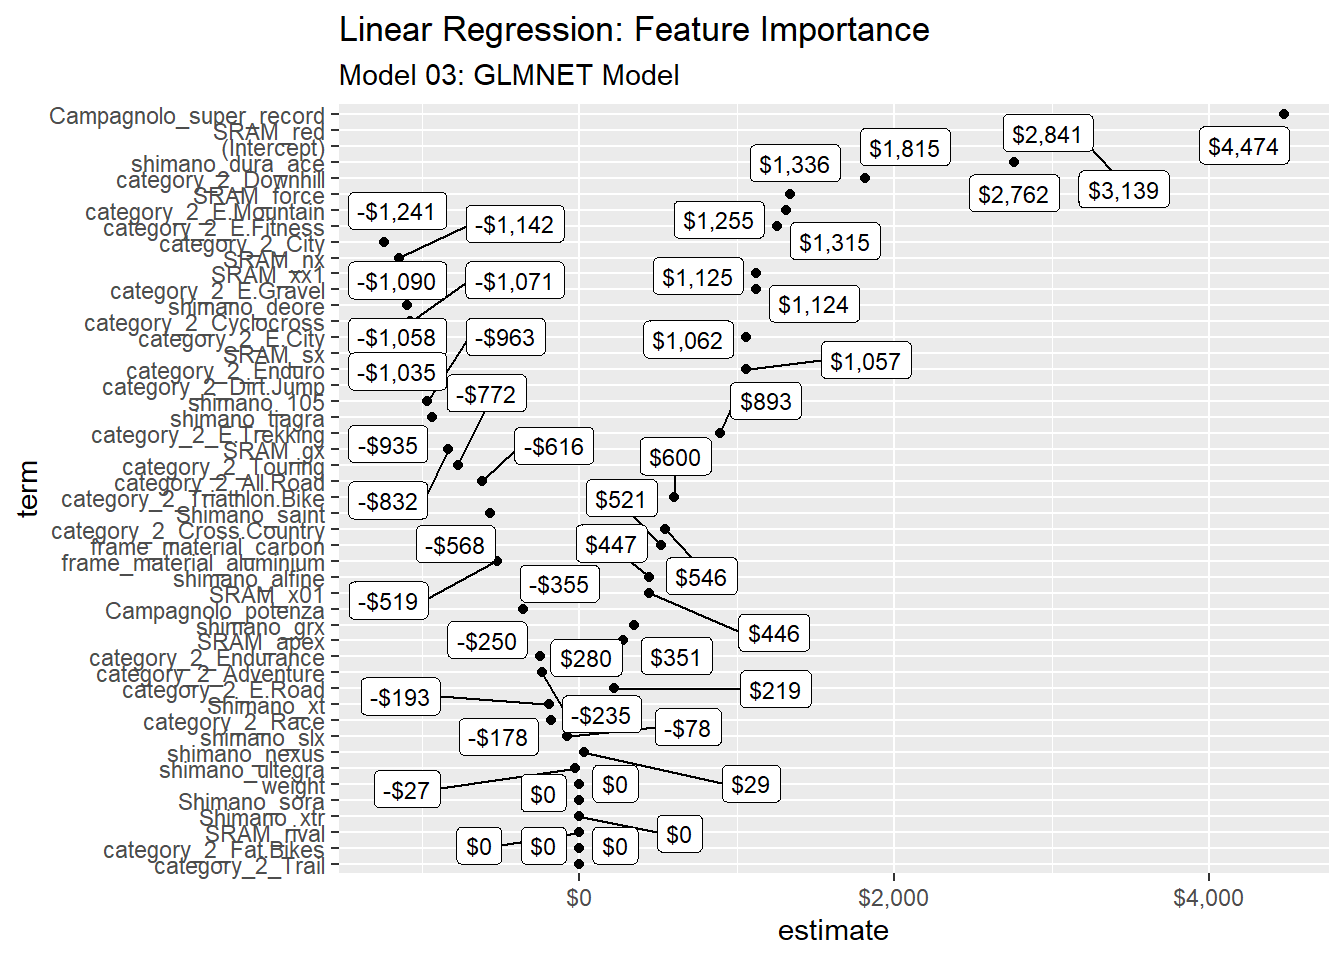 Linear Regression: Feature Importance
Model 03: GLMNET Model
term
Campagnolo_super_record
SRAM_red
(Intercept)
shimano_dura_ace
category_2_Downhill
SRAM_force
category_2_E.Mountain
category_2_E.Fitness
category_2_City
SRAM_nx
SRAM_xx1
category_2_E.Gravel
shimano_deore
category_2_Cyclocross
category_2_E.City
SRAM_sx
category_2_Enduro
category_2_Dirt.Jump
shimano_105
shimano_tiagra
category_2_E.Trekking
SRAM_gx
category_2_Touring
category_2_All.Road
category_2_Triathlon.Bike
Shimano_saint
category_2_Cross.Country
frame_material_carbon
frame_material_aluminium
shimano_alfine
SRAM_x01
Campagnolo_potenza
shimano_grx
SRAM_apex
category_2_Endurance
category_2_Adventure
category_2_E.Road
Shimano_xt
category_2_Race
shimano_slx
shimano_nexus
shimano_ultegra
weight
Shimano_sora
Shimano_xtr
SRAM_rival
category_2_Fat.Bikes
category_2_Trail
$2,841
$4,474
$1,815
$1,336
$3,139
$2,762
-$1,241
-$1,142
$1,255
$1,315
-$1,090
-$1,071
$1,125
$1,124
-$1,058
-$963
$1,062
$1,057
-$1,035
-$772
$893
-$935
-$616
$600
-$832
$521
-$568
$447
$546
-$355
-$519
$446
-$250
$280
$351
-$193
$219
-$235
-$178
-$78
-$27
$0
$0
$29
$0
$0
$0
$0
$0
$2,000
$4,000
estimate